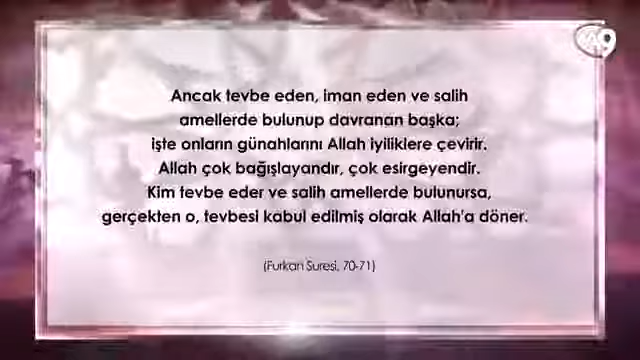 A9
Ancak tevbe eden, iman eden ve salih
amellerde bulunup davranan başka;
işte onların günahlarını Allah iyiliklere çevirir.
Allah çok bağışlayandır, çok esirgeyendir.
Kim tevbe eder ve salih amellerde bulunursa,
gerçekten o, tevbesi kabul edilmiş olarak Allah'a döner.
(Furkan Suresi, 70-71)